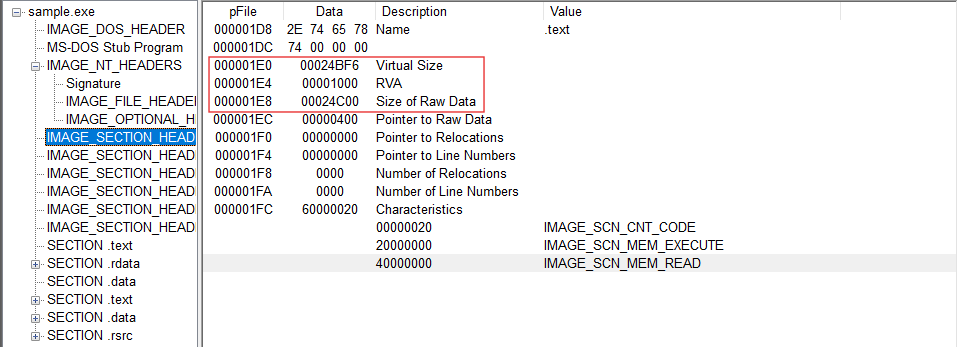 sample.exe
IMAGE_DOS_HEADER
MS-DOS Stub Program
IMAGE_NT_HEADERS
Signature
IMAGE_FILE_HEADE
IMAGE_OPTIONAL_H
IMAGE_SECTION_HEAD
IMAGE_SECTION_HEAD
IMAGE_SECTION_HEAD
IMAGE_SECTION_HEAD
IMAGE_SECTION_HEAD
IMAGE_SECTION_HEAD
SECTION .text
SECTION .rdata
SECTION .data
SECTION .text
SECTION .data
SECTION .rsrc
pFile Data Description Value
000001D8 2E 74 65 78 Name .text
000001DC 74 00 00 00
000001E0 00024BF6 Virtual Size
000001E4 00001000 RVA
000001E8 00024C00 Size of Raw Data
000001EC 00000400 Pointer to Raw Data
000001F0 00000000 Pointer to Relocations
000001F4 00000000 Pointer to Line Numbers
000001F8 0000 Number of Relocations
000001FA 0000 Number of Line Numbers
000001FC 60000020 Characteristics
00000020 IMAGE_SCN_CNT_CODE
20000000 IMAGE_SCN_MEM_EXECUTE
40000000 IMAGE_SCN_MEM_READ